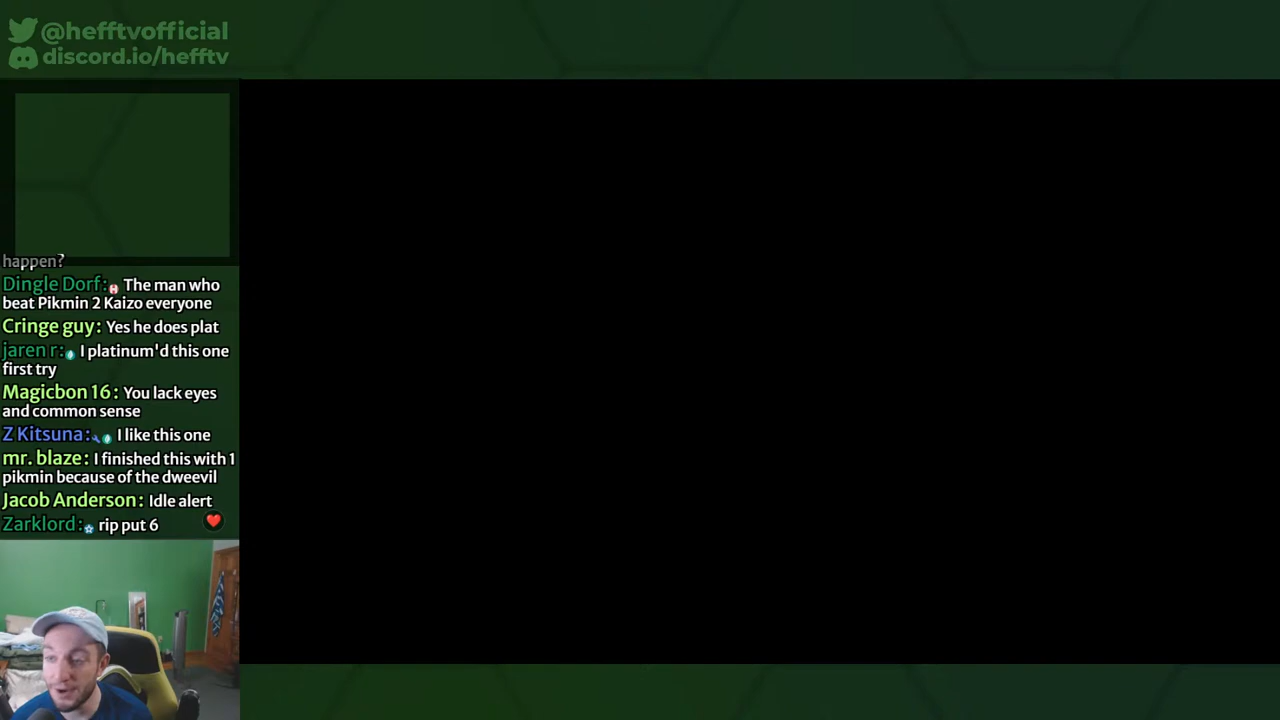 @hefftvofficial
discord.io/hefftv
happen?
Dingle Dorf: The man who
beat Pikmin 2 Kaizo everyone
Cringe guy: Yes he does plat
jaren r: I platinum'd this one
first try
Magicbon 16: You lack eyes
and common sense
Z Kitsuna: I like this one
mr. blaze: I finished this with 1
pikmin because of the dweevil
Jacob Anderson: Idle alert
Zarklord: rip put 6